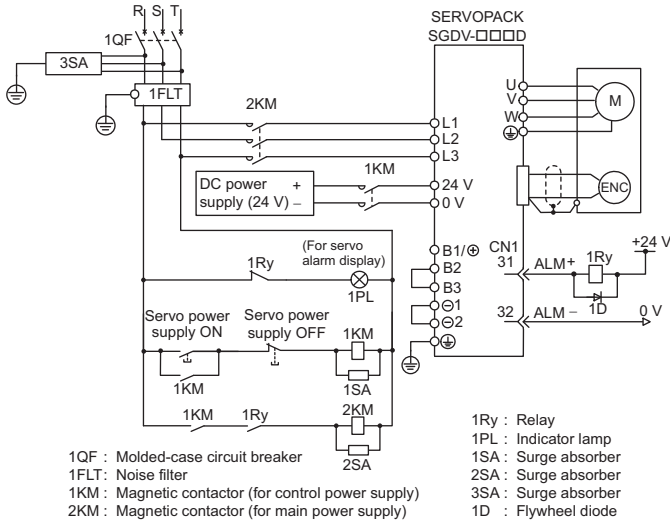 R S T
1QF
3SA
1FLT
SERVOPACK
SGDV-□□□D
2KM
L1
L2
L3
U
V
W
M
1KM
DC power + 
supply (24 V) −
24 V
0 V
ENC
B1/⊕
B2
B3
⊖1
⊖2
CN1
31
ALM+
1Ry
+24 V
1D
32
ALM −
0 V
1Ry
(For servo
alarm display)
1PL
Servo power
supply ON
Servo power
supply OFF
1KM
1KM
1SA
1KM
1Ry
2KM
2SA
1QF : Molded-case circuit breaker
1FLT: Noise filter
1KM : Magnetic contactor (for control power supply)
2KM : Magnetic contactor (for main power supply)
1Ry : Relay
1PL : Indicator lamp
1SA : Surge absorber
2SA : Surge absorber
3SA : Surge absorber
1D : Flywheel diode